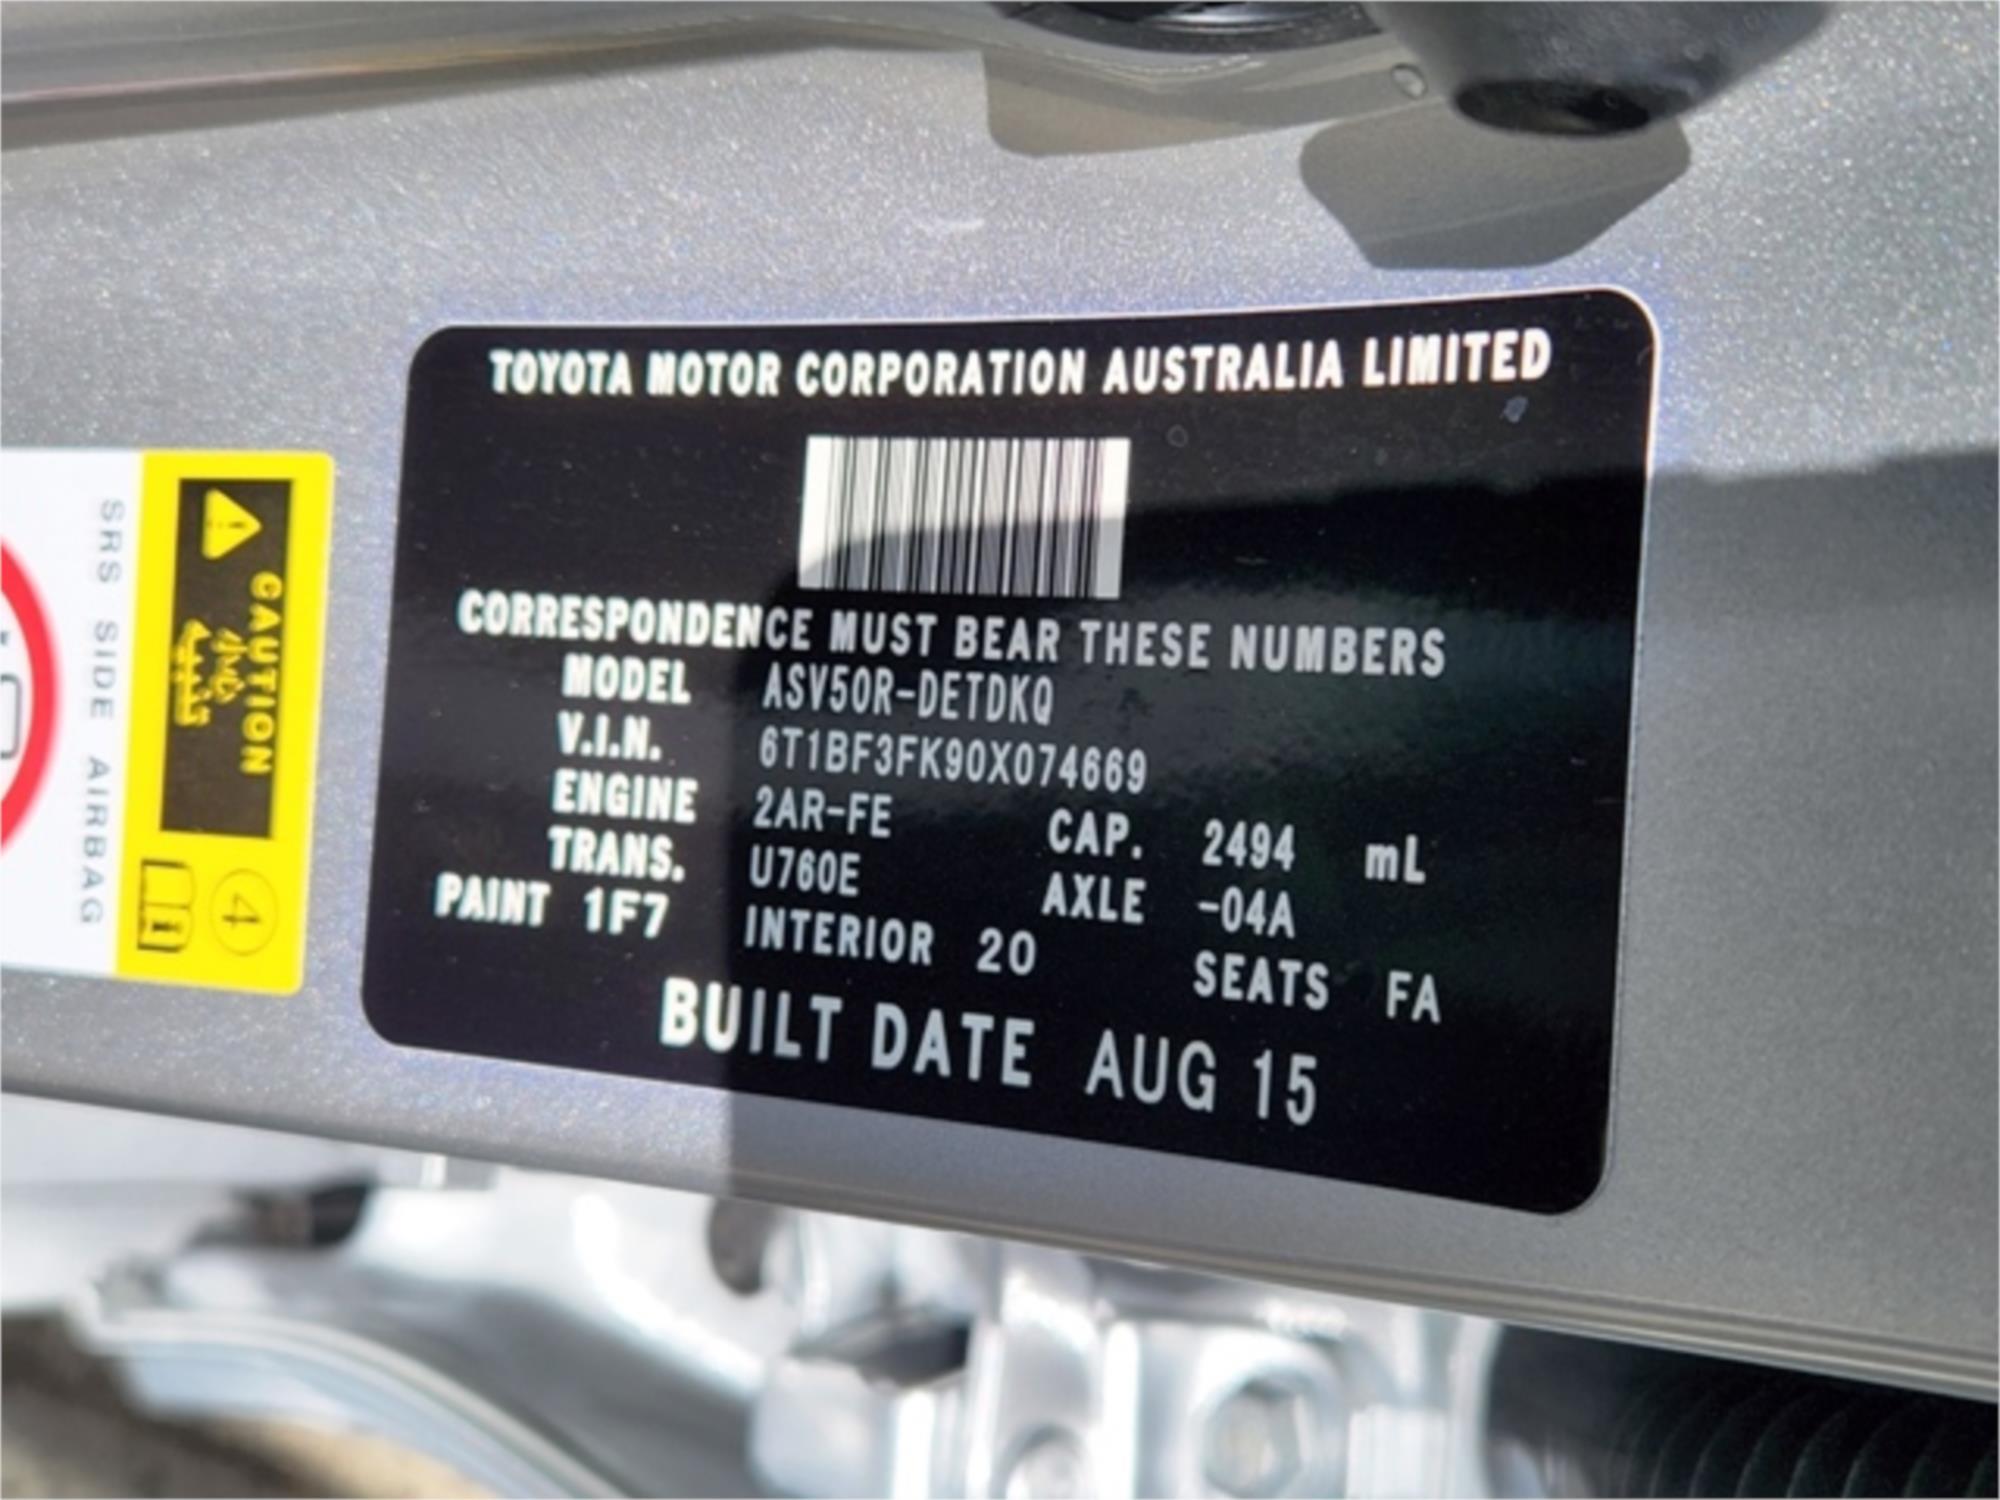 TOYOTA MOTOR CORPORATION AUSTRALIA LIMITED
CORRESPONDENCE MUST BEAR THESE NUMBERS
MODEL ASV50R-DETDKQ
V.I.N. 6T1BF3FK90X074669
ENGINE 2AR-FE CAP. 2494 mL
TRANS. U760E AXLE -04A
PAINT 1F7 INTERIOR 20 SEATS FA
BUILT DATE AUG 15
CAUTION
4
SRS SIDE AIRBAG